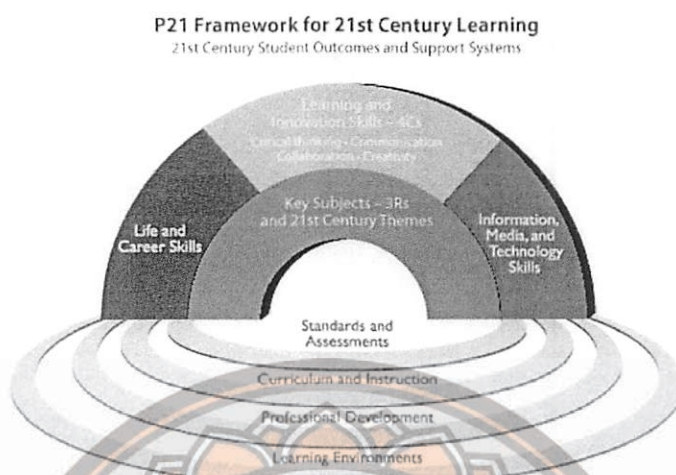 P21 Framework for 21st Century Learning
21st Century Student Outcomes and Support Systems
Learning and
Innovation Skills – 4Cs
Critical thinking • Communication
Collaboration • Creativity
Key Subjects – 3Rs
and 21st Century Themes
Life and
Career Skills
Information,
Media, and
Technology
Skills
Standards and
Assessments
Curriculum and Instruction
Professional Development
Learning Environments